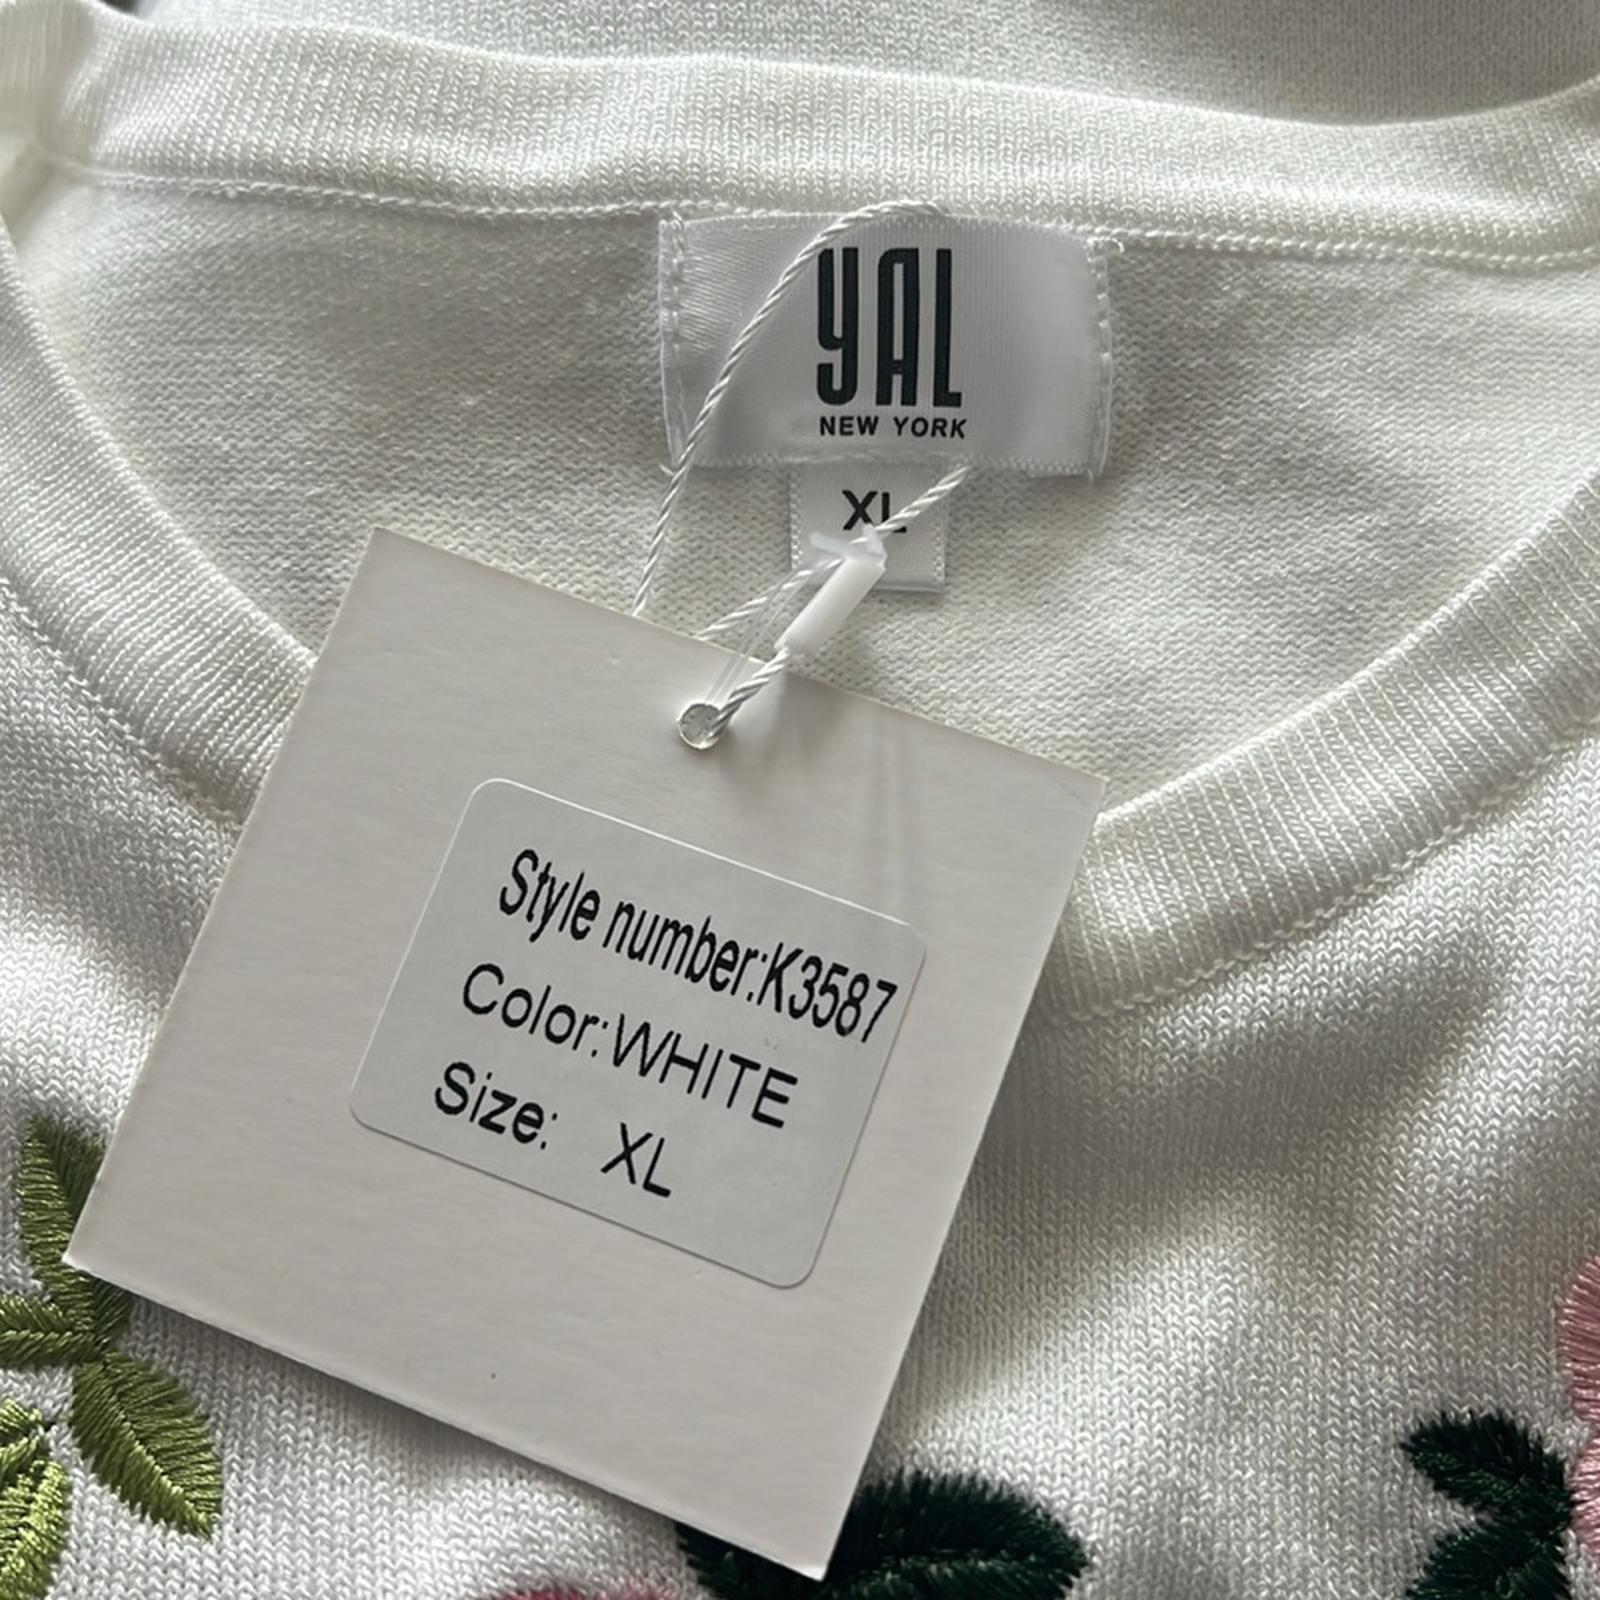 YAL
NEW YORK
XL
Style number:K3587
Color:WHITE
Size: XL